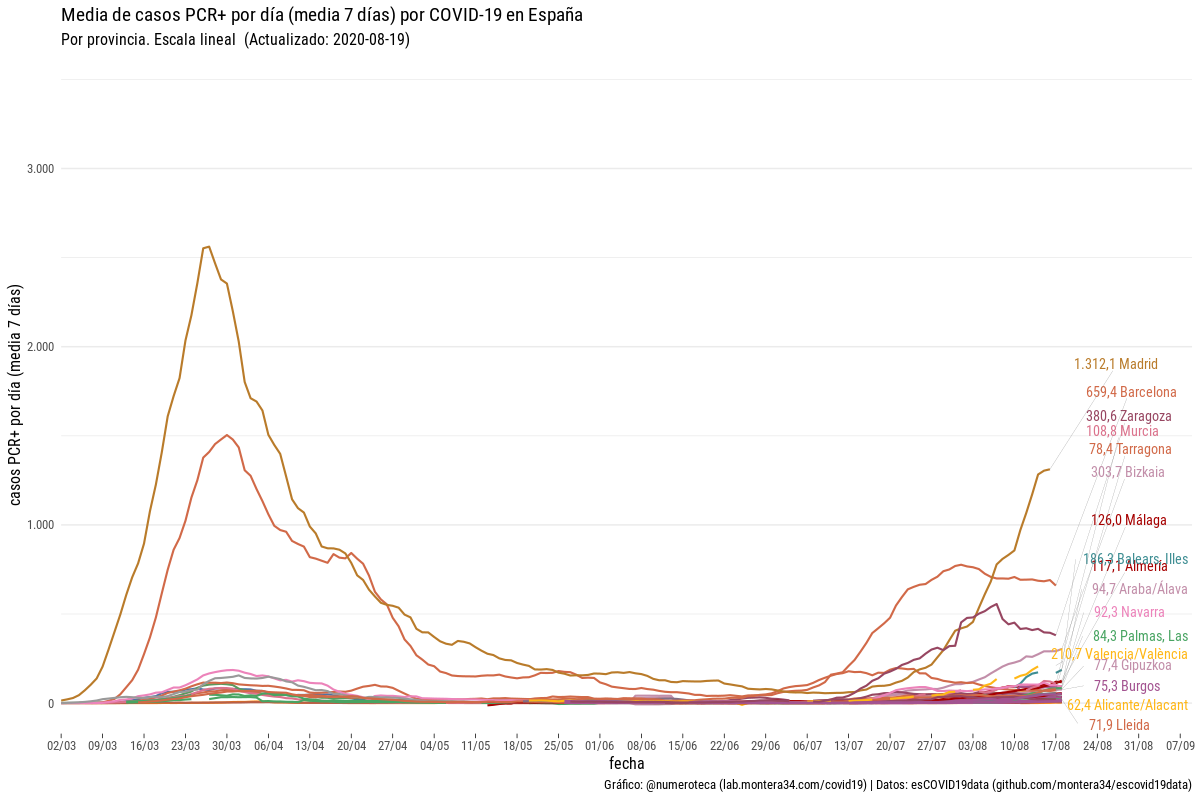 Media de casos PCR+ por día (media 7 días) por COVID-19 en España
Por provincia. Escala lineal (Actualizado: 2020-08-19)
casos PCR+ por día (media 7 días)
3.000
2.000
1.000
0
1.312,1 Madrid
659,4 Barcelona
380,6 Zaragoza
108,8 Murcia
78,4 Tarragona
303,7 Bizkaia
126,0 Málaga
186,3 Balears, Illes
117,1 Almería
94,7 Araba/Álava
92,3 Navarra
84,3 Palmas, Las
210,7 Valencia/València
77,4 Gipuzkoa
75,3 Burgos
62,4 Alicante/Alacant
71,9 Lleida
02/03 09/03 16/03 23/03 30/03 06/04 13/04 20/04 27/04 04/05 11/05 18/05 25/05 01/06 08/06 15/06 22/06 29/06 06/07 13/07 20/07 27/07 03/08 10/08 17/08 24/08 31/08 07/09
fecha
Gráfico: @numeroteca (lab.montera34.com/covid19) | Datos: esCOVID19data (github.com/montera34/escovid19data)